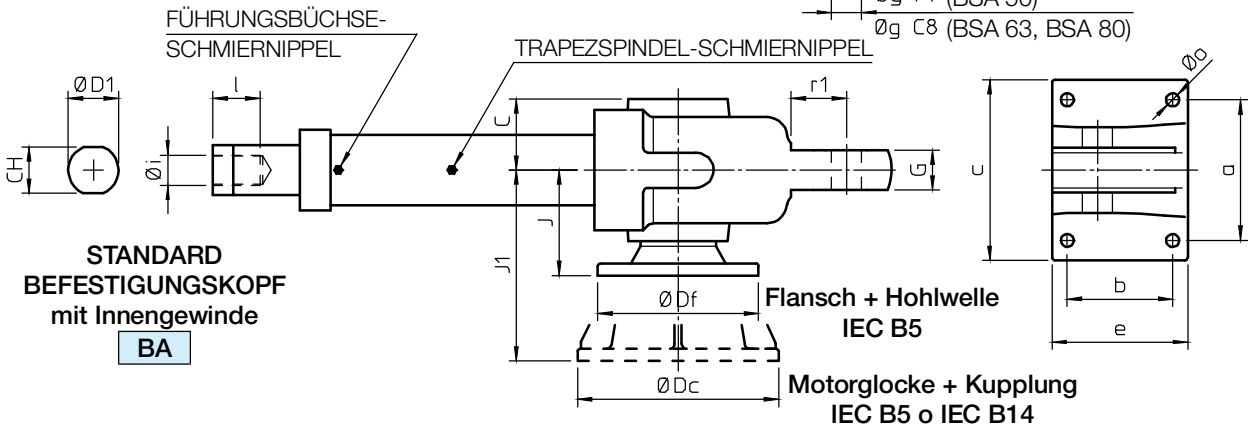 Øg C8 (BSA 63, BSA 80)
FÜHRUNGSBÜCHSE-
SCHMIERNIPPEL
TRAPEZSPINDEL-SCHMIERNIPPEL
ØD1
l
r1
Øo
C
CH
Øi
G
c
a
J
J1
STANDARD
BEFESTIGUNGSKOPF
mit Innengewinde
BA
ØDf
Flansch + Hohlwelle
IEC B5
b
e
ØDc
Motorglocke + Kupplung
IEC B5 o IEC B14